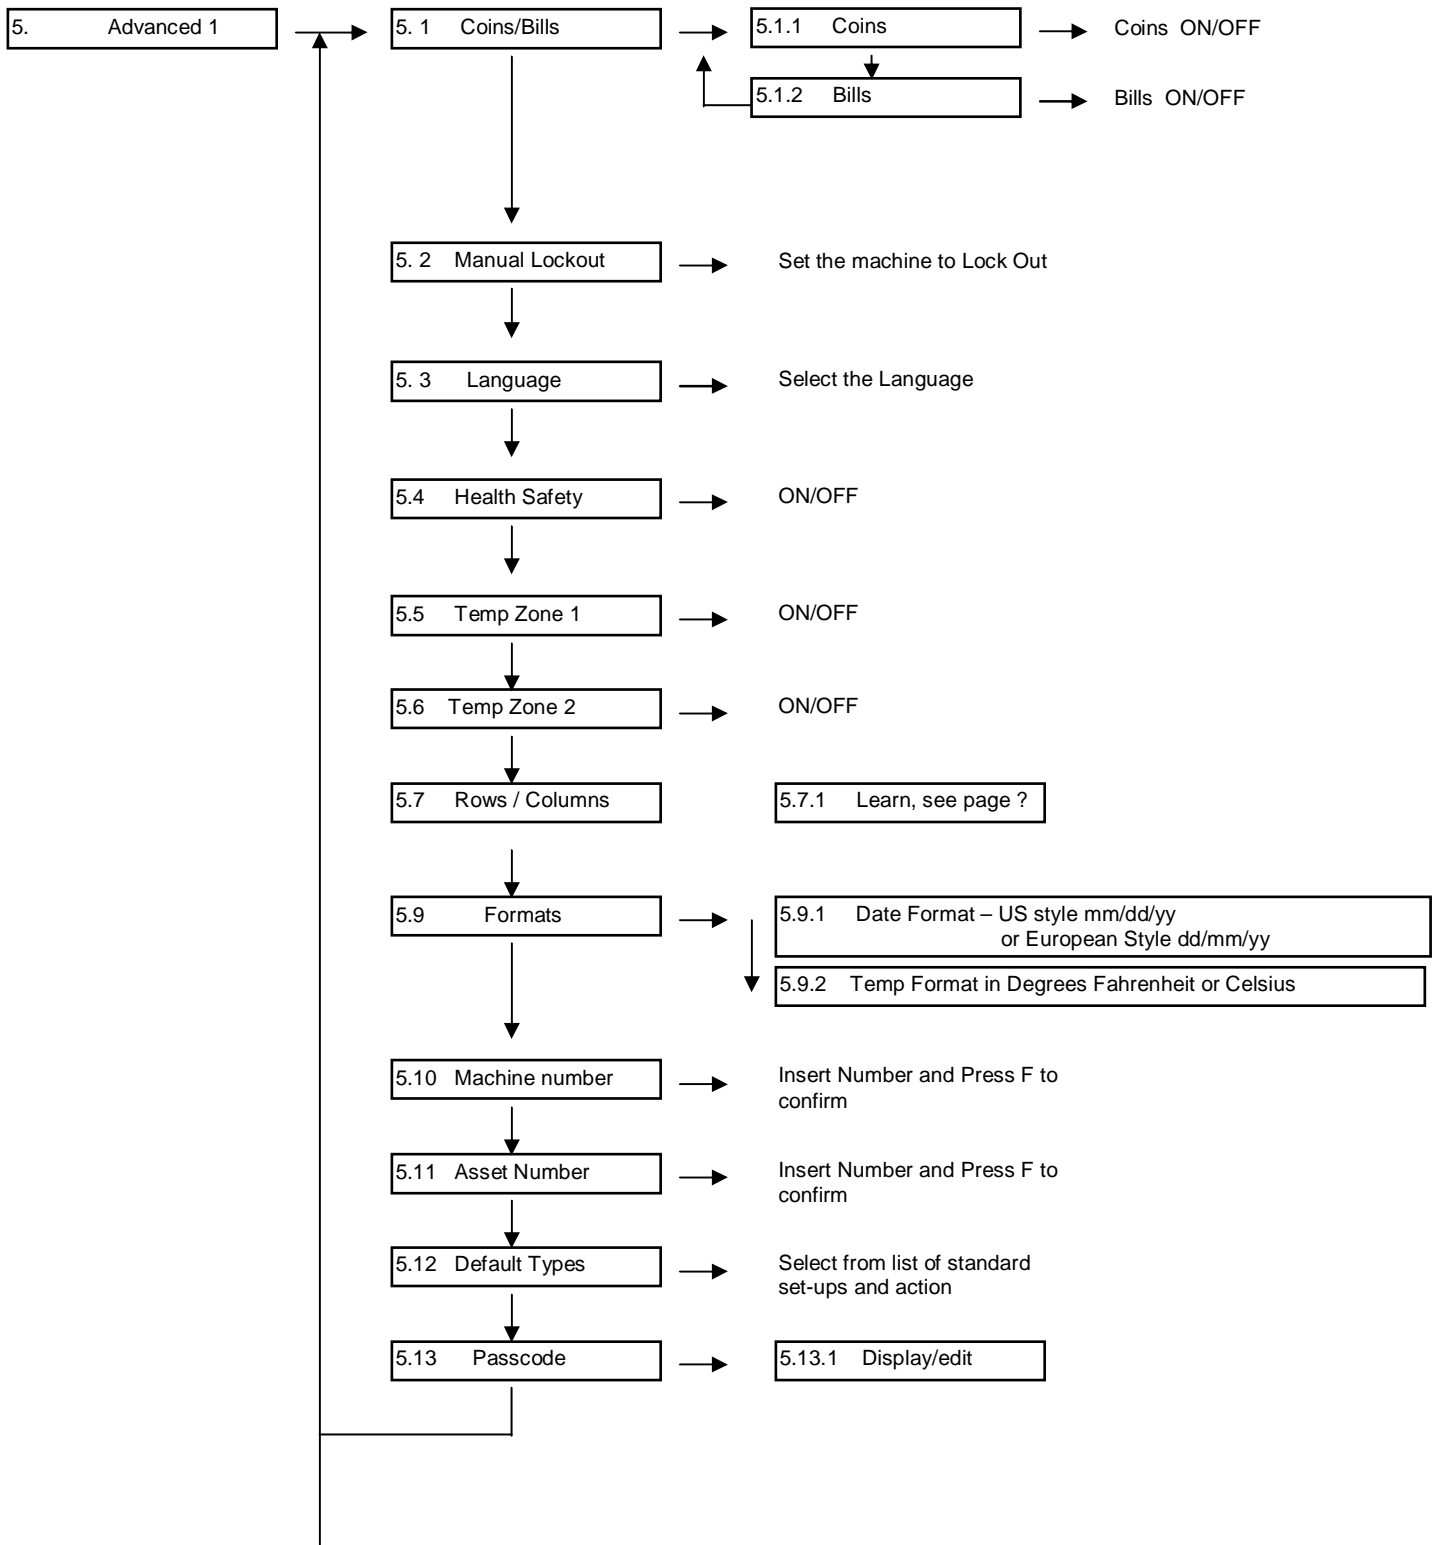 5. Advanced 1
5. 1 Coins/Bills
5.1.1 Coins
Coins ON/OFF
5.1.2 Bills
Bills ON/OFF
5. 2 Manual Lockout
Set the machine to Lock Out
5. 3 Language
Select the Language
5.4 Health Safety
ON/OFF
5.5 Temp Zone 1
ON/OFF
5.6 Temp Zone 2
ON/OFF
5.7 Rows / Columns
5.7.1 Learn, see page ?
5.9 Formats
5.9.1 Date Format – US style mm/dd/yy
or European Style dd/mm/yy
5.9.2 Temp Format in Degrees Fahrenheit or Celsius
5.10 Machine number
Insert Number and Press F to
confirm
5.11 Asset Number
Insert Number and Press F to
confirm
5.12 Default Types
Select from list of standard
set-ups and action
5.13 Passcode
5.13.1 Display/edit